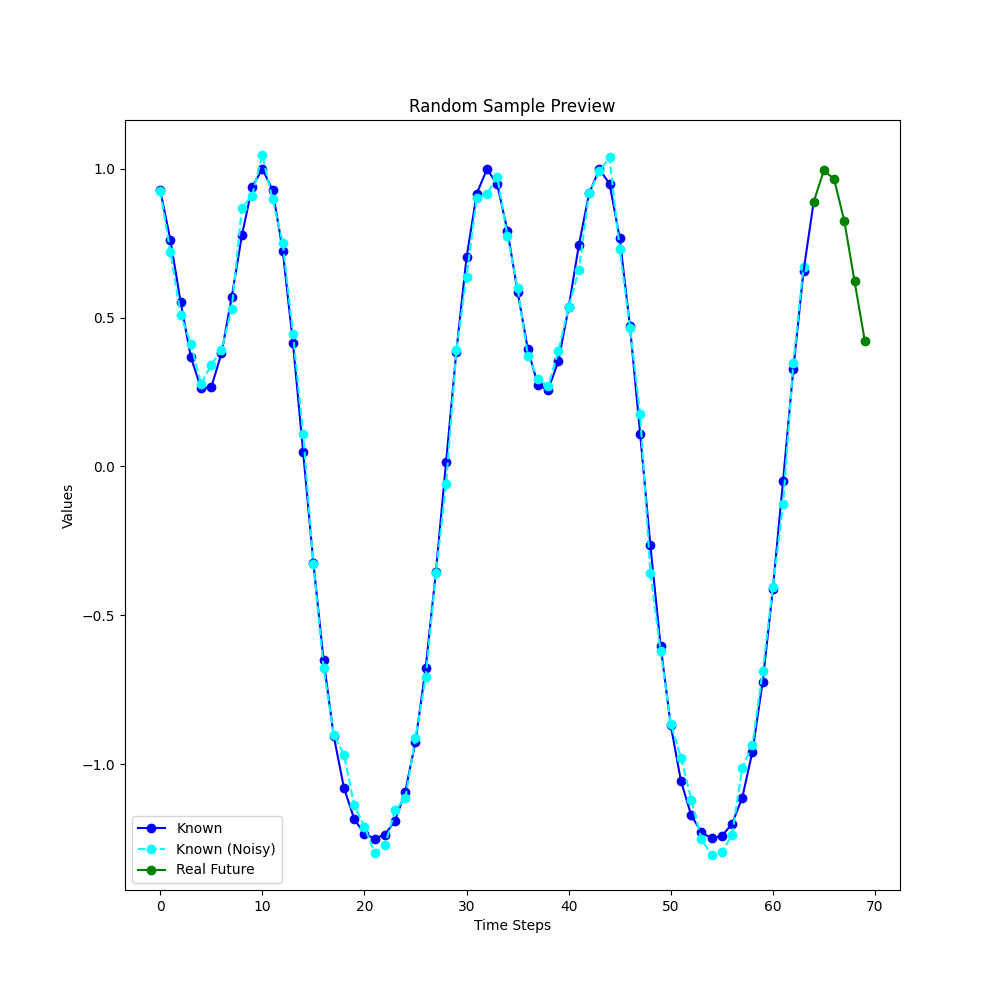 Random Sample Preview
1.0
0.5
0.0
−0.5
−1.0
Values
Known
Known (Noisy)
Real Future
0 10 20 30 40 50 60 70
Time Steps